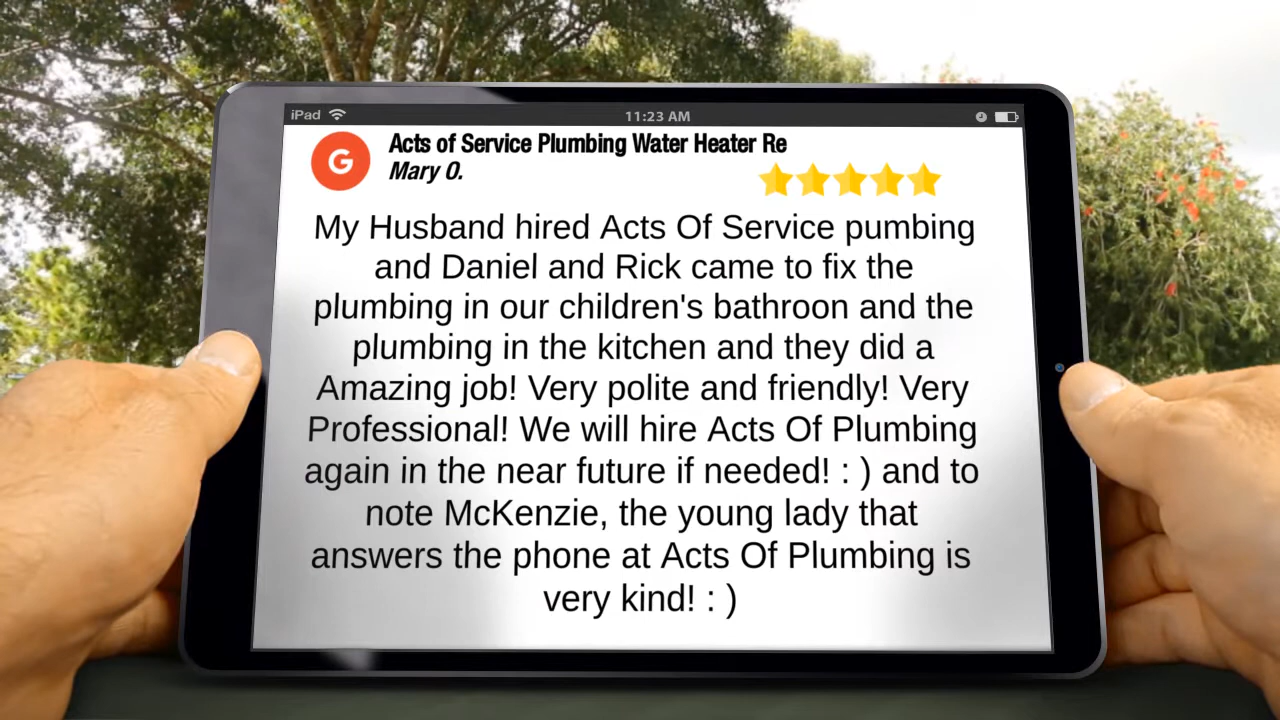 iPad 11:23 AM
G
Acts of Service Plumbing Water Heater Re
Mary O.
My Husband hired Acts Of Service pumbing
and Daniel and Rick came to fix the
plumbing in our children's bathroon and the
plumbing in the kitchen and they did a
Amazing job! Very polite and friendly! Very
Professional! We will hire Acts Of Plumbing
again in the near future if needed! : ) and to
note McKenzie, the young lady that
answers the phone at Acts Of Plumbing is
very kind! : )